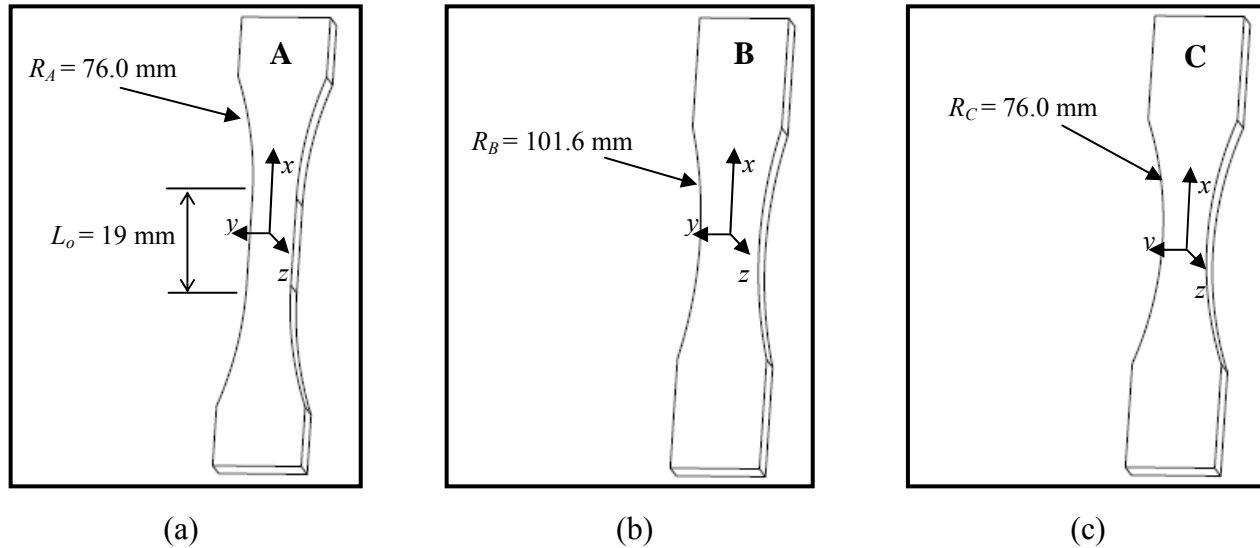 A
R_A = 76.0 mm
x
y
L_o = 19 mm
z
(a)
B
R_B = 101.6 mm
x
y
z
(b)
C
R_C = 76.0 mm
x
y
z
(c)